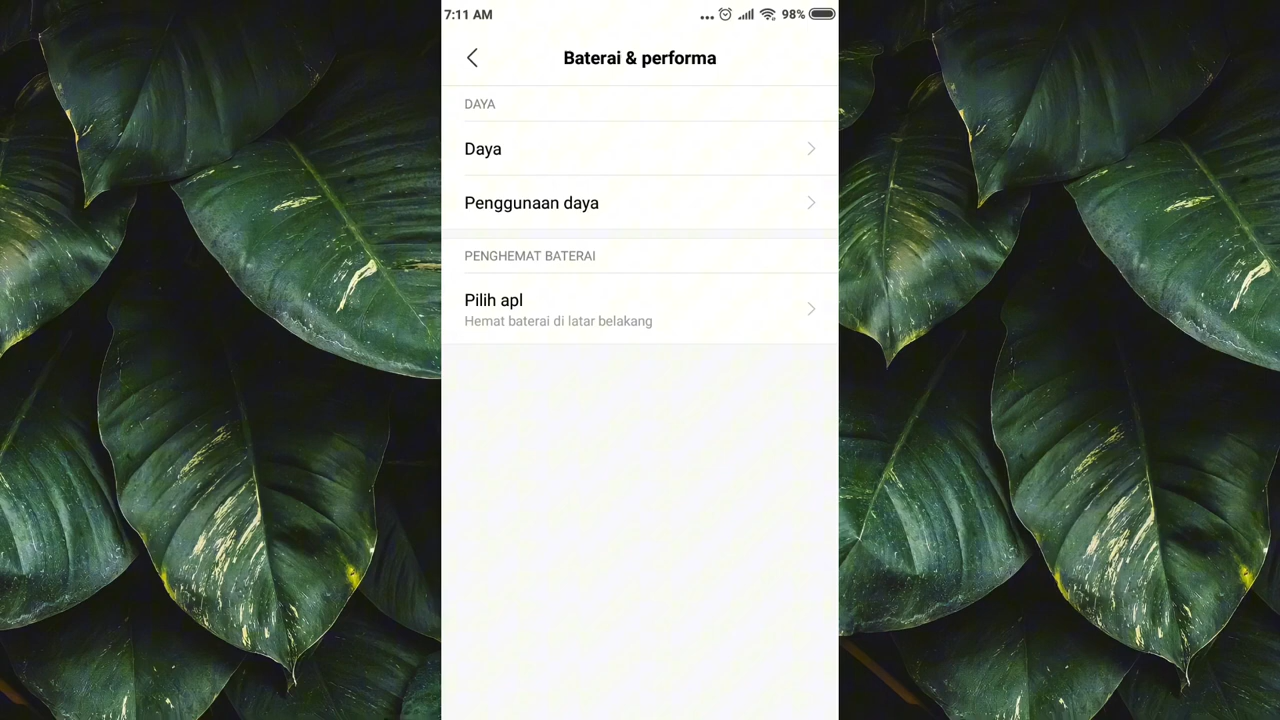 7:11 AM
98%
Baterai & performa
DAYA
Daya
Penggunaan daya
PENGHEMAT BATERAI
Pilih apl
Hemat baterai di latar belakang